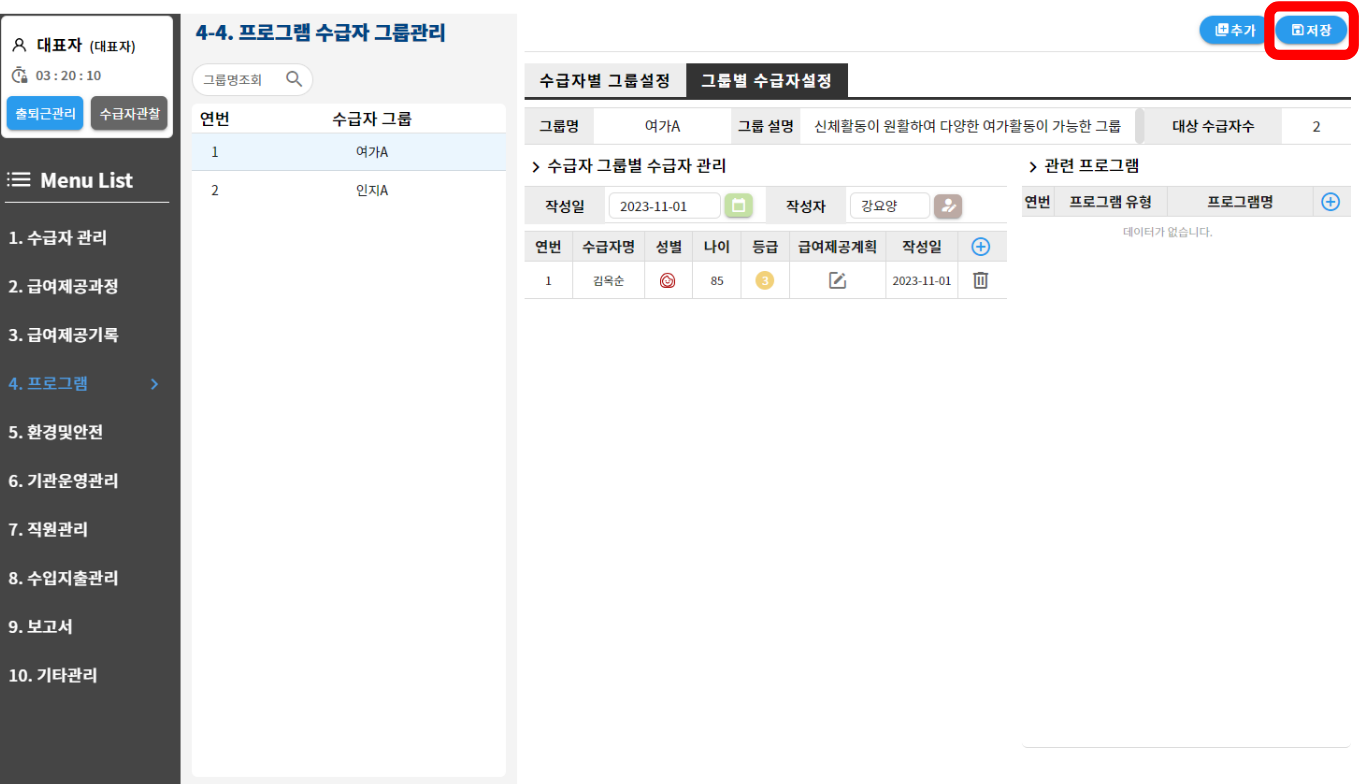 대표자 (대표자)
03 : 20 : 10
출퇴근관리 수급자관찰
Menu List
1. 수급자 관리
2. 급여제공과정
3. 급여제공기록
4. 프로그램
5. 환경및안전
6. 기관운영관리
7. 직원관리
8. 수입지출관리
9. 보고서
10. 기타관리
4-4. 프로그램 수급자 그룹관리
그룹명조회
연번 수급자 그룹
1 여가A
2 인지A
추가 저장
수급자별 그룹설정 그룹별 수급자설정
그룹명 여가A 그룹 설명 신체활동이 원활하여 다양한 여가활동이 가능한 그룹 대상 수급자수 2
수급자 그룹별 수급자 관리
작성일 2023-11-01 작성자 강요양
연번 수급자명 성별 나이 등급 급여제공계획 작성일
1 김옥순 85 3 2023-11-01
관련 프로그램
연번 프로그램 유형 프로그램명
데이터가 없습니다.